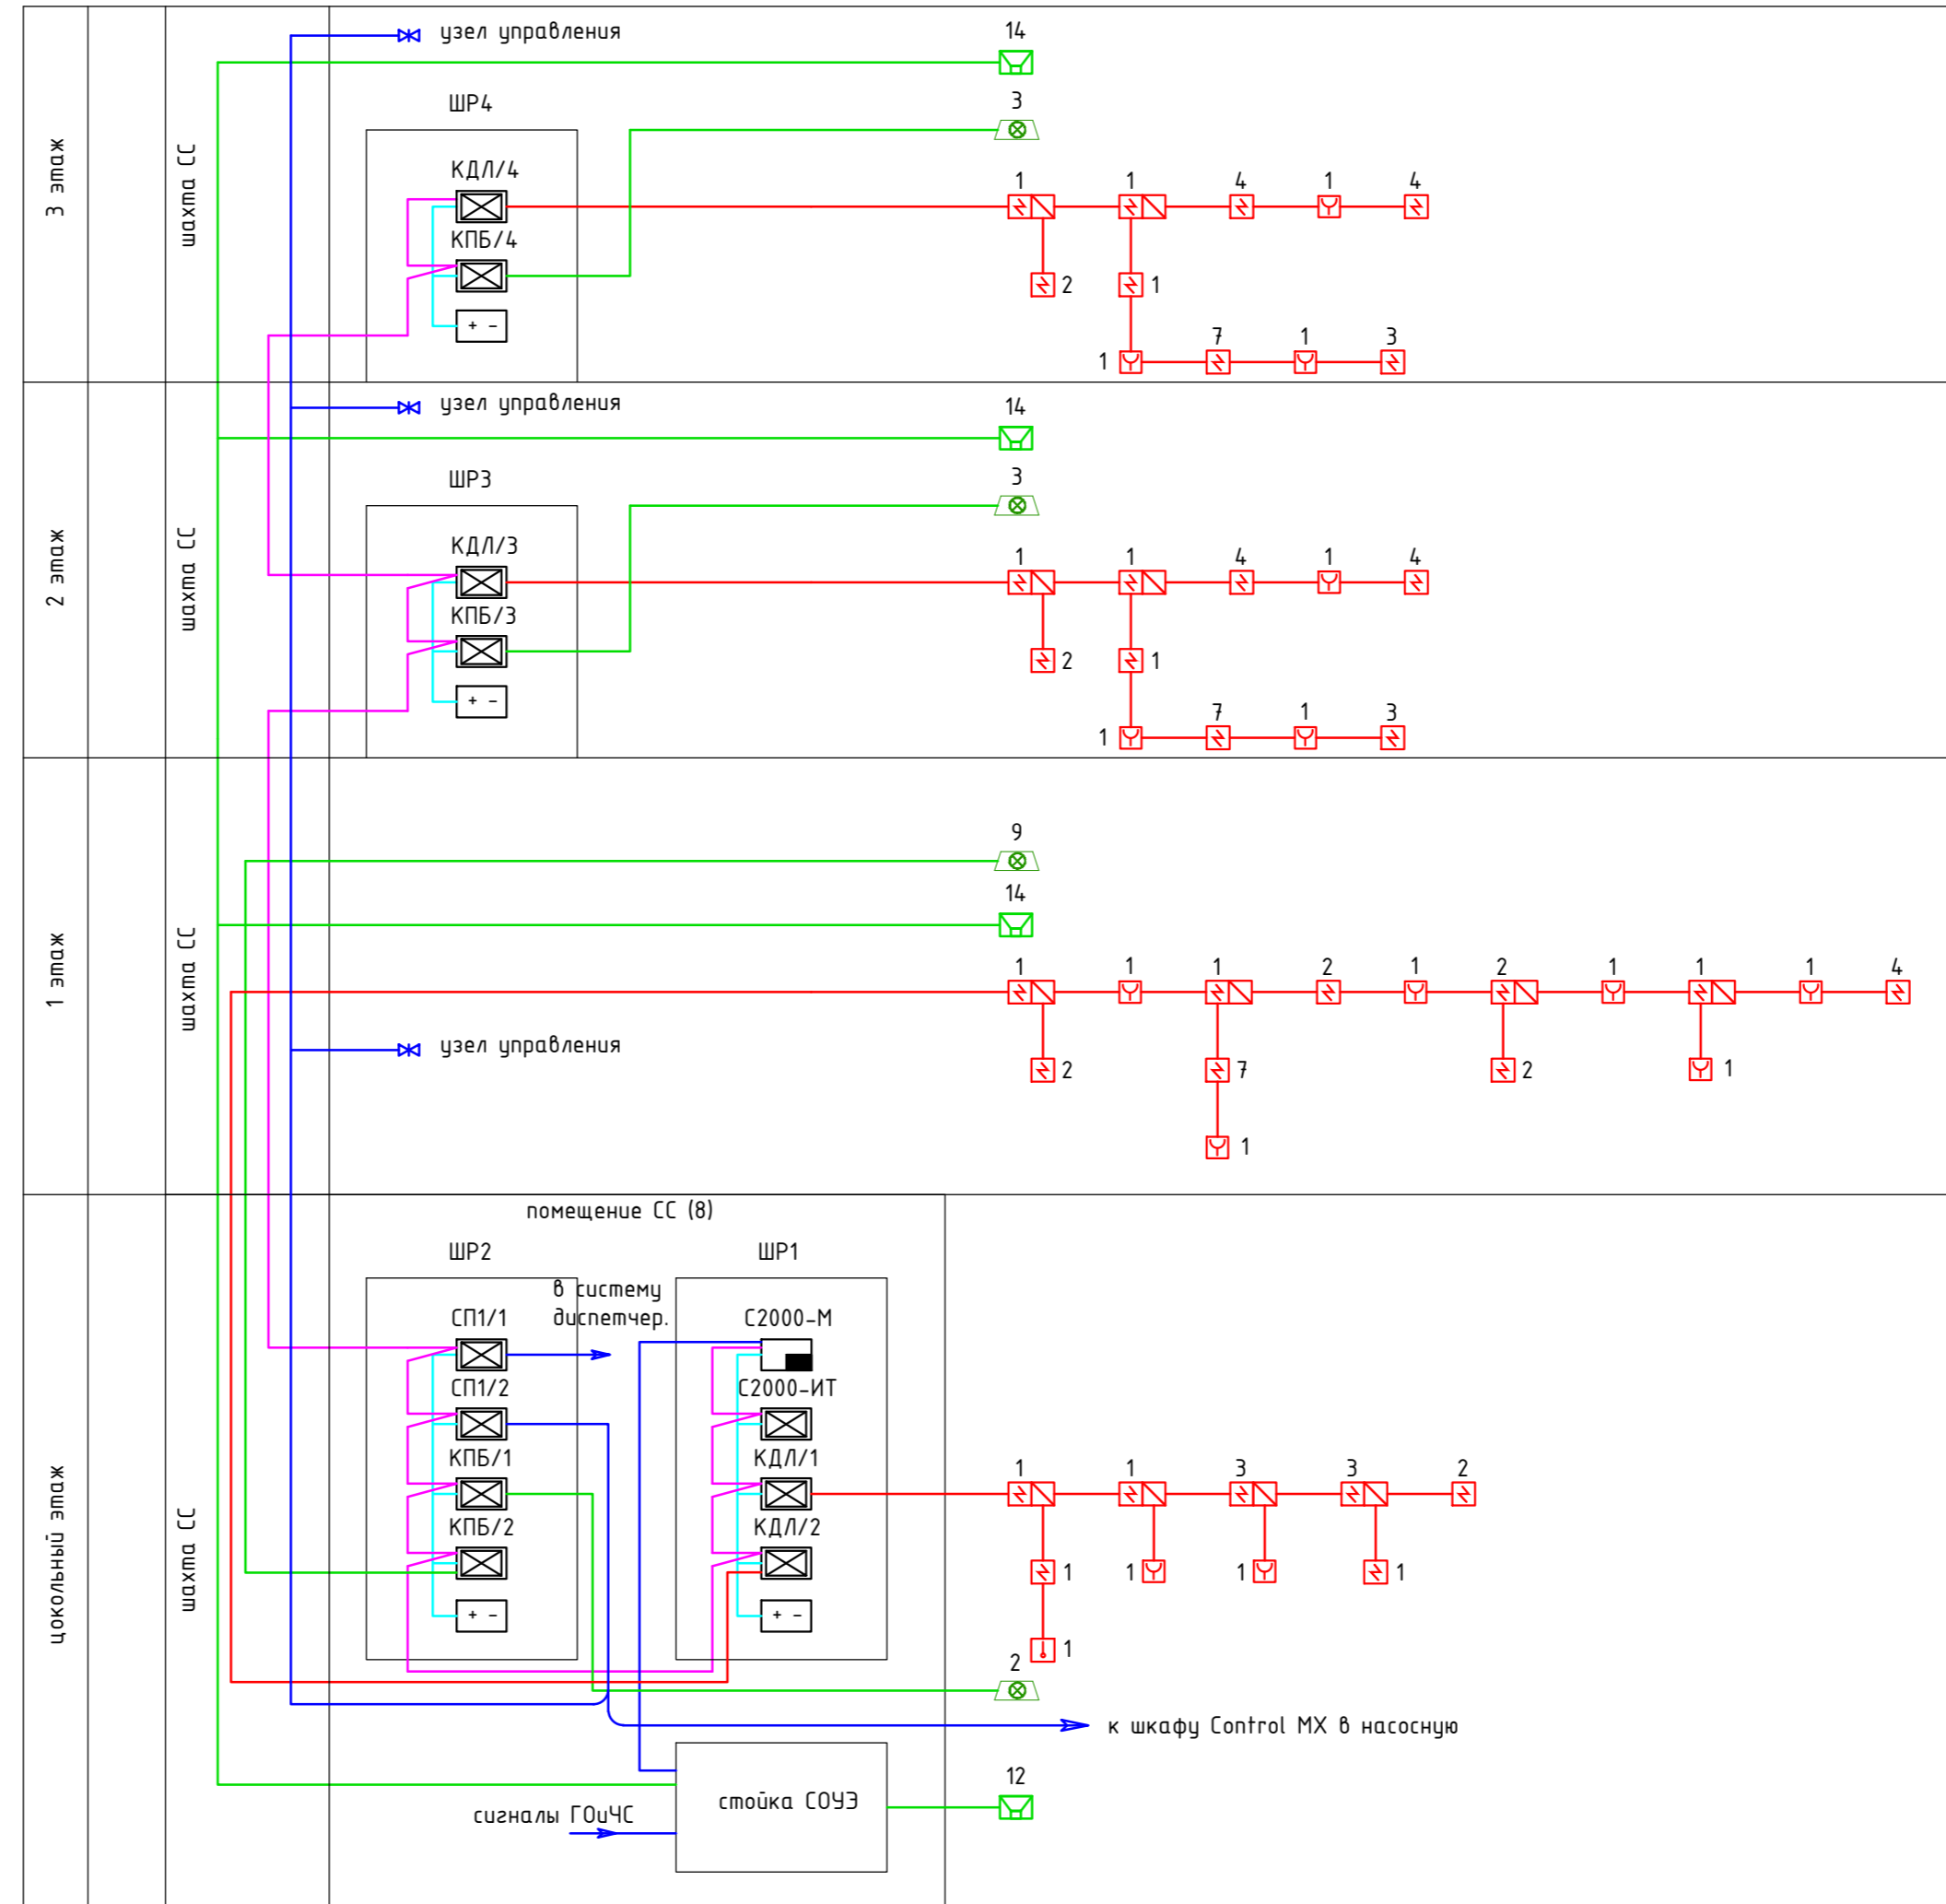 3 этаж
шахта СС
узел управления
14
ШР4
3
КДЛ/4
1 1 4 1 4
КПБ/4
2 1
+ -
7 1 3
1
2 этаж
шахта СС
узел управления
14
ШР3
3
КДЛ/3
1 1 4 1 4
КПБ/3
2 1
+ -
7 1 3
1
1 этаж
шахта СС
9
14
1 1 1 2 1 2 1 1 1 4
узел управления
2 7 2 1
1
цокольный этаж
шахта СС
помещение СС (8)
ШР2
ШР1
в систему
диспетчер.
СП1/1
С2000-М
СП1/2
С2000-ИТ
КПБ/1
КДЛ/1
1 1 3 3 2
КПБ/2
КДЛ/2
1 1 1 1
+ -
+ -
1
2
к шкафу Control MX в насосную
12
стойка СОУЭ
сигналы ГОиЧС